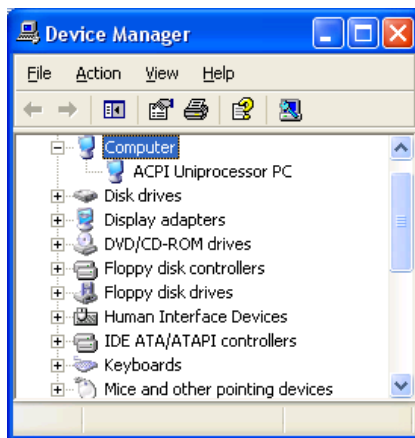 Device Manager
File Action View Help
Computer
ACPI Uniprocessor PC
Disk drives
Display adapters
DVD/CD-ROM drives
Floppy disk controllers
Floppy disk drives
Human Interface Devices
IDE ATA/ATAPI controllers
Keyboards
Mice and other pointing devices